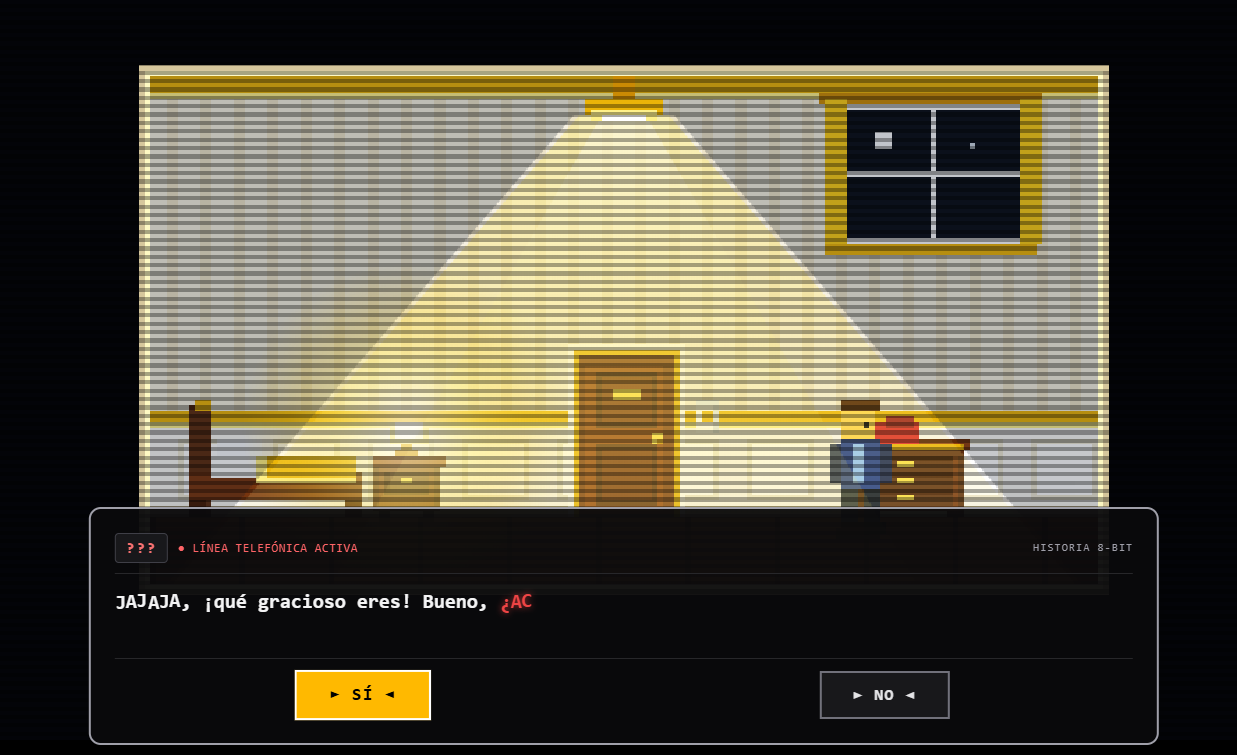 ??? ● LÍNEA TELEFÓNICA ACTIVA HISTORIA 8-BIT
JAJAJA, ¡qué gracioso eres! Bueno, ¿AC
► SÍ ◄ ► NO ◄